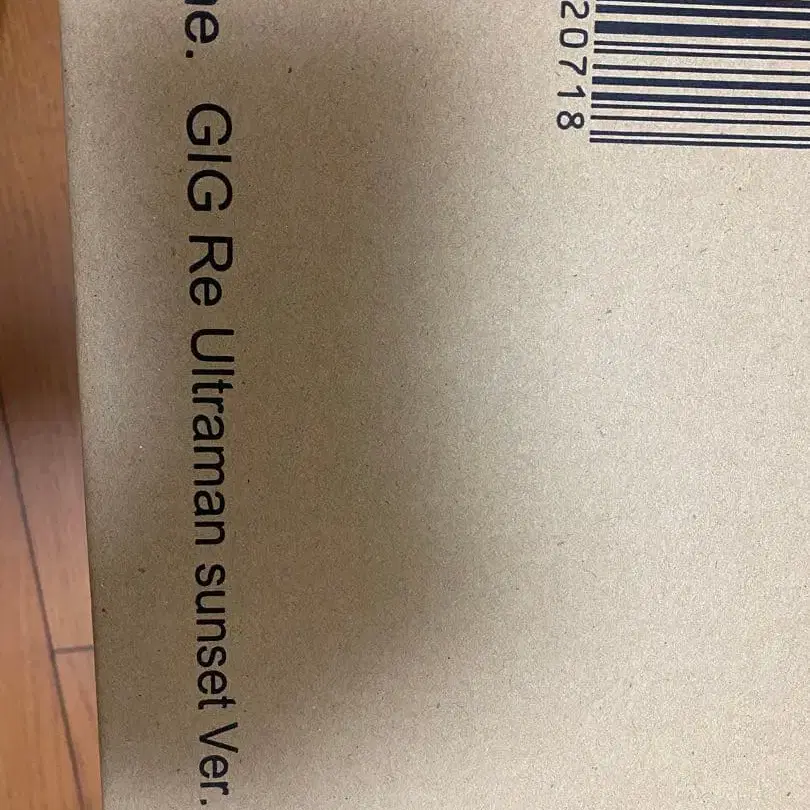 ne. GIG Re Ultraman sunset Ver.
20718